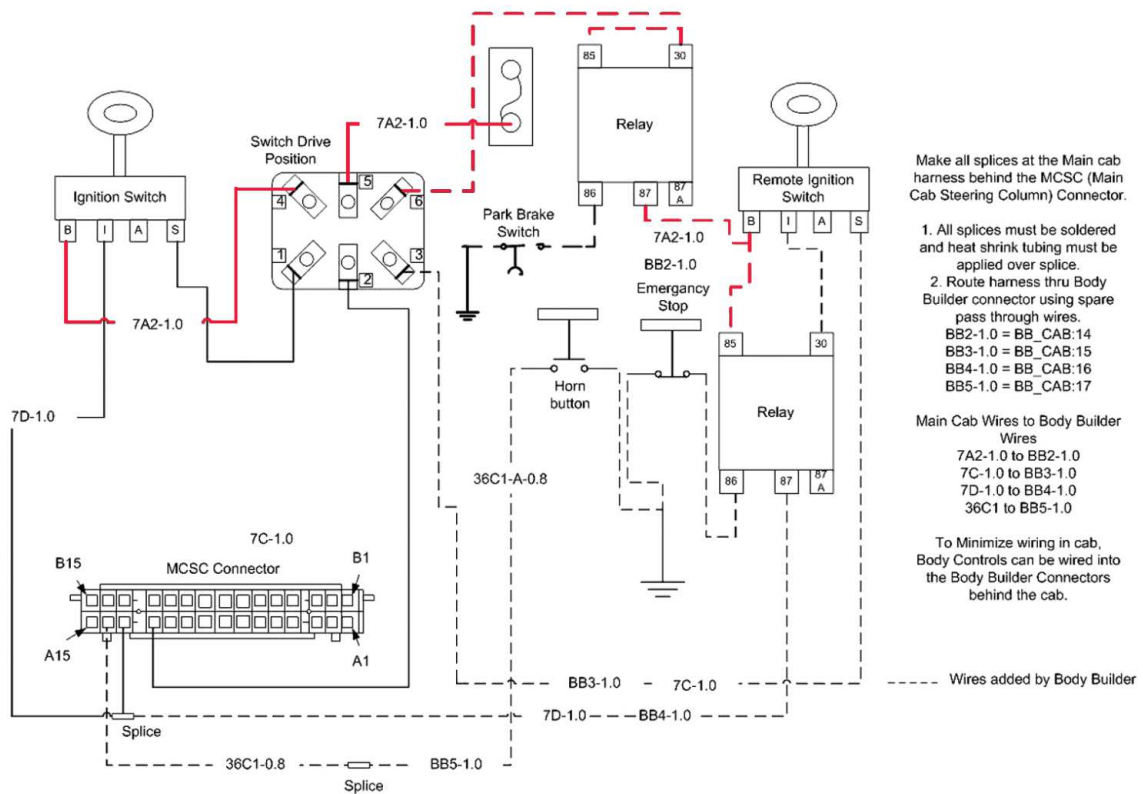 85
30
Relay
86
87
87
A
7A2-1.0
Switch Drive
Position
4
5
6
1
2
3
Ignition Switch
B
I
A
S
7A2-1.0
7D-1.0
Park Brake
Switch
7A2-1.0
BB2-1.0
Emergancy
Stop
Remote Ignition
Switch
B
I
A
S
85
30
Relay
86
87
87
A
Horn
button
36C1-A-0.8
7C-1.0
MCSC Connector
B15
B1
A15
A1
BB3-1.0
7C-1.0
7D-1.0
BB4-1.0
Splice
36C1-0.8
BB5-1.0
Splice
Make all splices at the Main cab
harness behind the MCSC (Main
Cab Steering Column) Connector.
1. All splices must be soldered
and heat shrink tubing must be
applied over splice.
2. Route harness thru Body
Builder connector using spare
pass through wires.
BB2-1.0 = BB_CAB:14
BB3-1.0 = BB_CAB:15
BB4-1.0 = BB_CAB:16
BB5-1.0 = BB_CAB:17
Main Cab Wires to Body Builder
Wires
7A2-1.0 to BB2-1.0
7C-1.0 to BB3-1.0
7D-1.0 to BB4-1.0
36C1 to BB5-1.0
To Minimize wiring in cab,
Body Controls can be wired into
the Body Builder Connectors
behind the cab.
Wires added by Body Builder